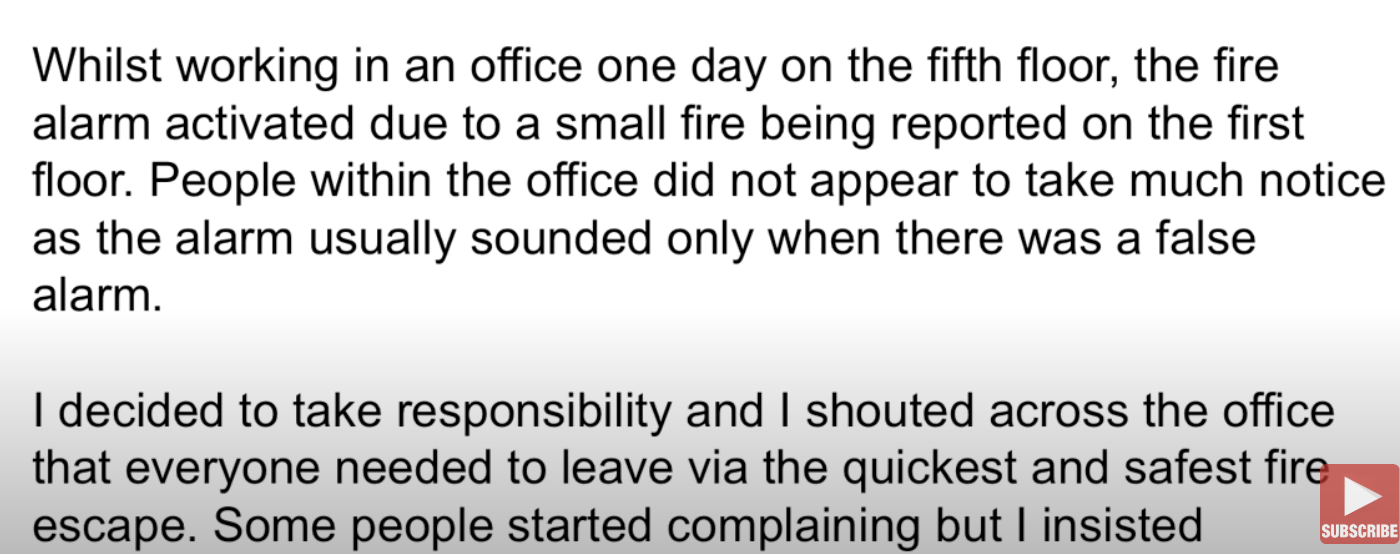 Whilst working in an office one day on the fifth floor, the fire
alarm activated due to a small fire being reported on the first
floor. People within the office did not appear to take much notice
as the alarm usually sounded only when there was a false
alarm.
I decided to take responsibility and I shouted across the office
that everyone needed to leave via the quickest and safest fire
escape. Some people started complaining but I insisted
SUBSCRIBE